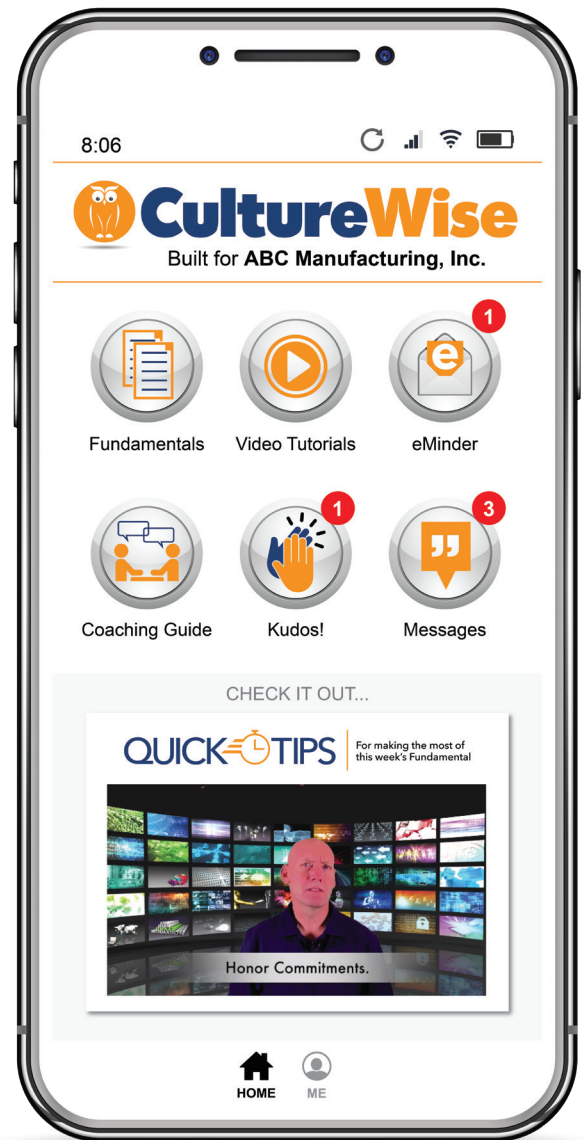 8:06
CultureWise
Built for ABC Manufacturing, Inc.
1
Fundamentals
Video Tutorials
e
eMinder
1
3
Coaching Guide
Kudos!
Messages
CHECK IT OUT...
QUICK TIPS
For making the most of
this week's Fundamental
Honor Commitments.
HOME
ME